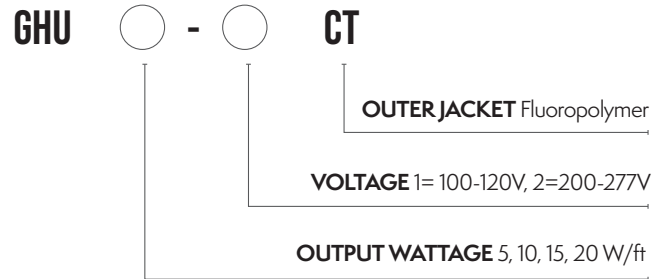 GHU - CT
OUTER JACKET Fluoropolymer
VOLTAGE 1= 100-120V, 2=200-277V
OUTPUT WATTAGE 5, 10, 15, 20 W/ft